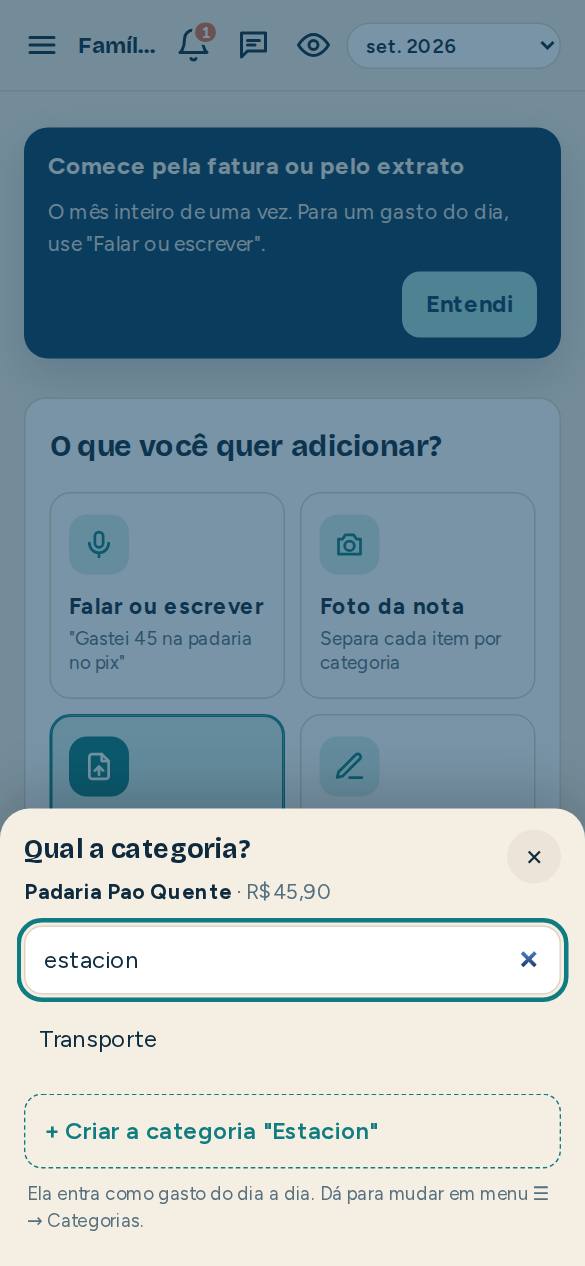 Famíl...
1
set. 2026
Comece pela fatura ou pelo extrato
O mês inteiro de uma vez. Para um gasto do dia,
use "Falar ou escrever".
Entendi
O que você quer adicionar?
Falar ou escrever
"Gastei 45 na padaria
no pix"
Foto da nota
Separa cada item por
categoria
Qual a categoria?
Padaria Pao Quente · R$ 45,90
estacion
Transporte
+ Criar a categoria "Estacion"
Ela entra como gasto do dia a dia. Dá para mudar em menu ☰
→ Categorias.